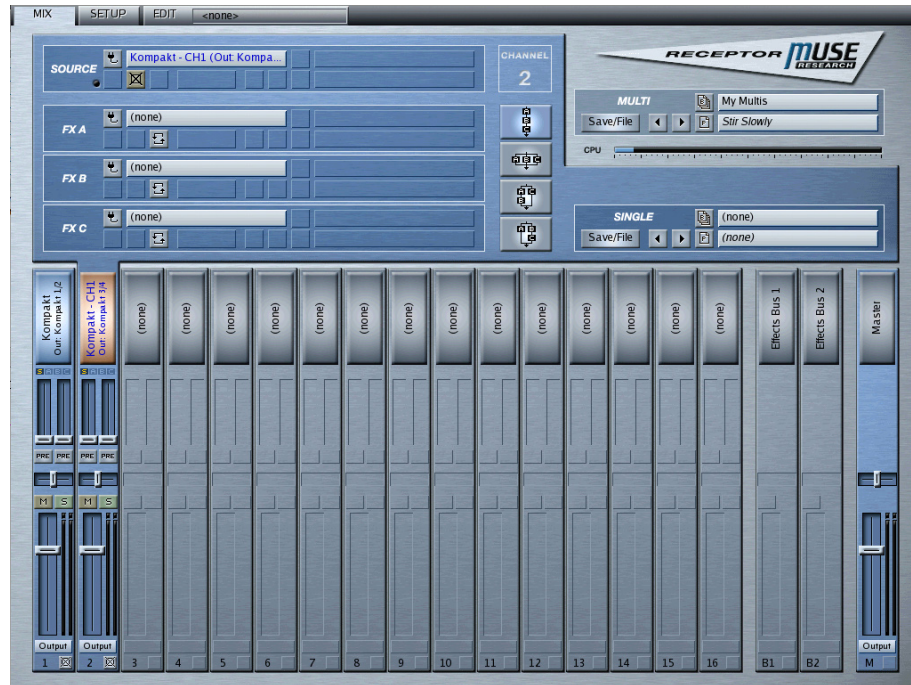 MIX SETUP EDIT <none>
SOURCE Kompakt - CH1 (Out: Kompa...
CHANNEL
2
FX A (none)
FX B (none)
FX C (none)
RECEPTOR MUSE
RESEARCH
MULTI My Multis
Save/File Stir Slowly
CPU
SINGLE (none)
Save/File (none)
Kompakt
Out: Kompakt 1/2
Kompakt - CH1
Out: Kompakt 3/4
(none)
(none)
(none)
(none)
(none)
(none)
(none)
(none)
(none)
(none)
(none)
(none)
(none)
(none)
Effects Bus 1
Effects Bus 2
Master
S A B C S A B C
PRE PRE PRE PRE
M S M S
Output Output Output
1 2 3 4 5 6 7 8 9 10 11 12 13 14 15 16 B1 B2 M